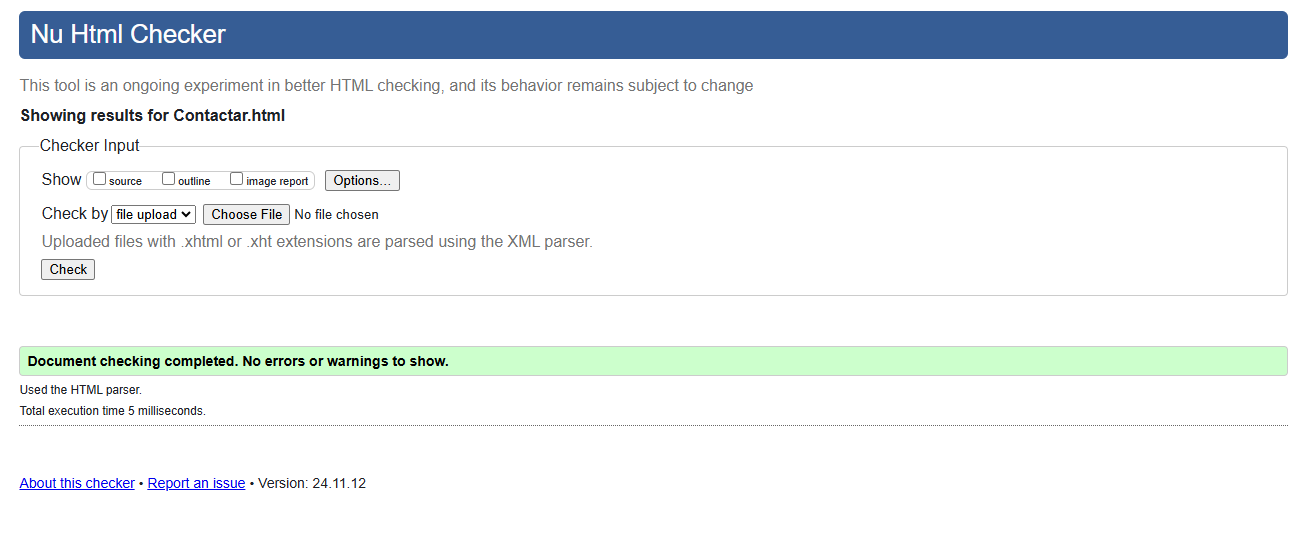 Nu Html Checker
This tool is an ongoing experiment in better HTML checking, and its behavior remains subject to change
Showing results for Contactar.html
Checker Input
Show source outline image report Options...
Check by file upload Choose File No file chosen
Uploaded files with .xhtml or .xht extensions are parsed using the XML parser.
Check
Document checking completed. No errors or warnings to show.
Used the HTML parser.
Total execution time 5 milliseconds.
About this checker • Report an issue • Version: 24.11.12